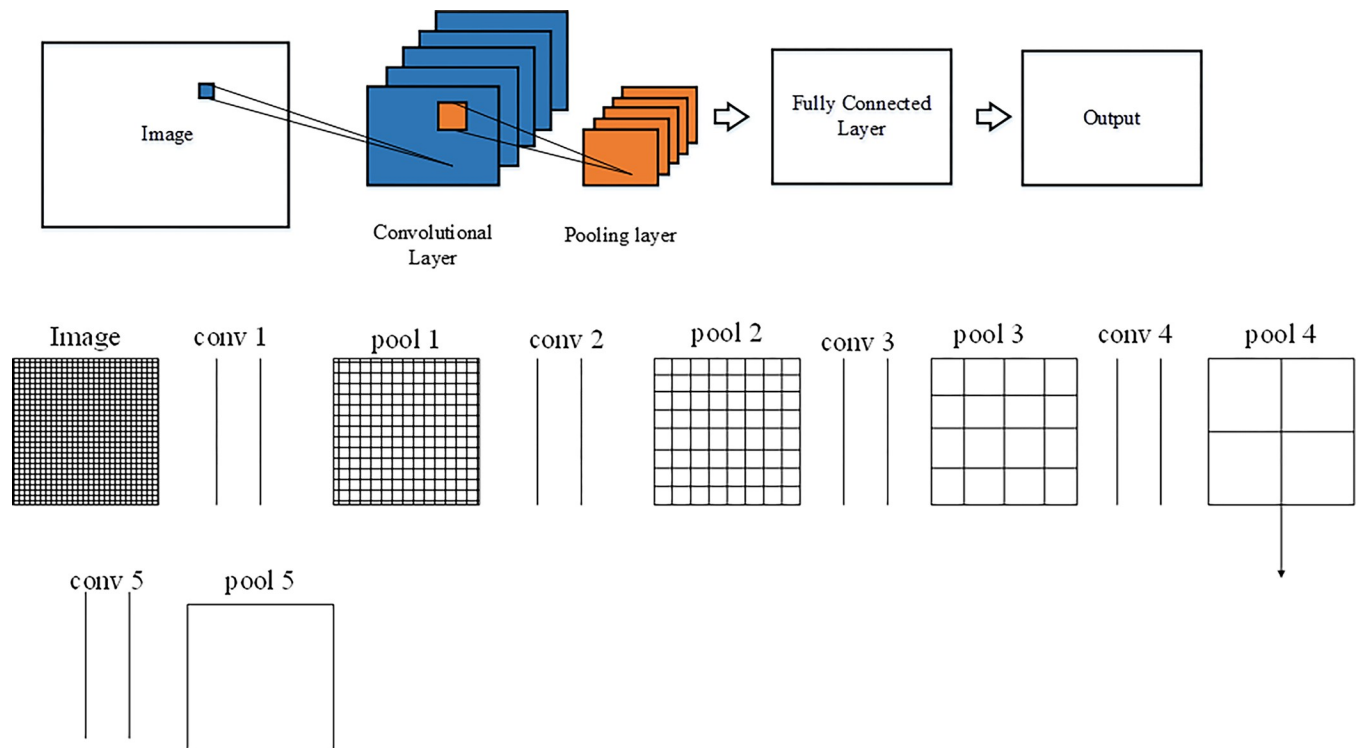 Image
Convolutional
Layer
Pooling layer
Fully Connected
Layer
Output
Image
conv 1
pool 1
conv 2
pool 2
conv 3
pool 3
conv 4
pool 4
conv 5
pool 5